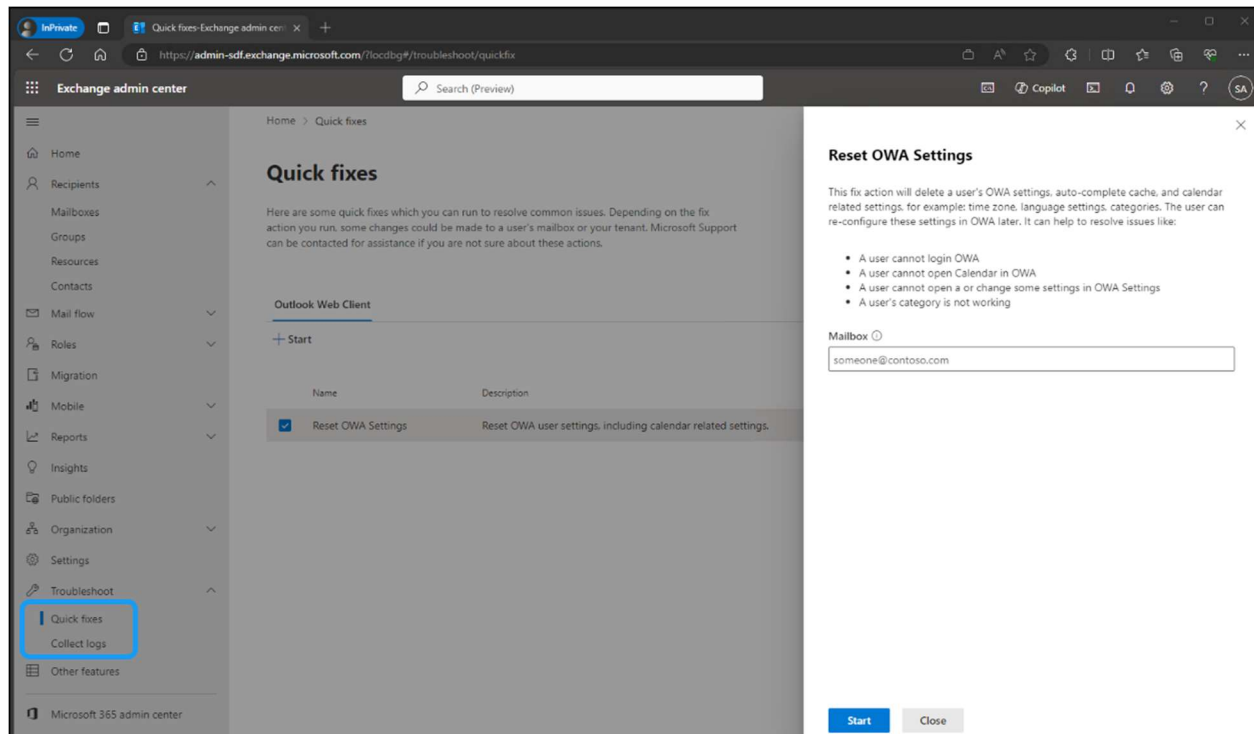 InPrivate
Quick fixes-Exchange admin cen
https://admin-sdf.exchange.microsoft.com/?locdbg#/troubleshoot/quickfix
Exchange admin center
Search (Preview)
Copilot
SA
Home
Recipients
Mailboxes
Groups
Resources
Contacts
Mail flow
Roles
Migration
Mobile
Reports
Insights
Public folders
Organization
Settings
Troubleshoot
Quick fixes
Collect logs
Other features
Microsoft 365 admin center
Home > Quick fixes
Quick fixes
Here are some quick fixes which you can run to resolve common issues. Depending on the fix
action you run, some changes could be made to a user's mailbox or your tenant. Microsoft Support
can be contacted for assistance if you are not sure about these actions.
Outlook Web Client
+ Start
Name Description
Reset OWA Settings Reset OWA user settings, including calendar related settings.
Reset OWA Settings
This fix action will delete a user's OWA settings, auto-complete cache, and calendar
related settings, for example: time zone, language settings, categories. The user can
re-configure these settings in OWA later. It can help to resolve issues like:
• A user cannot login OWA
• A user cannot open Calendar in OWA
• A user cannot open a or change some settings in OWA Settings
• A user's category is not working
Mailbox
someone@contoso.com
Start Close